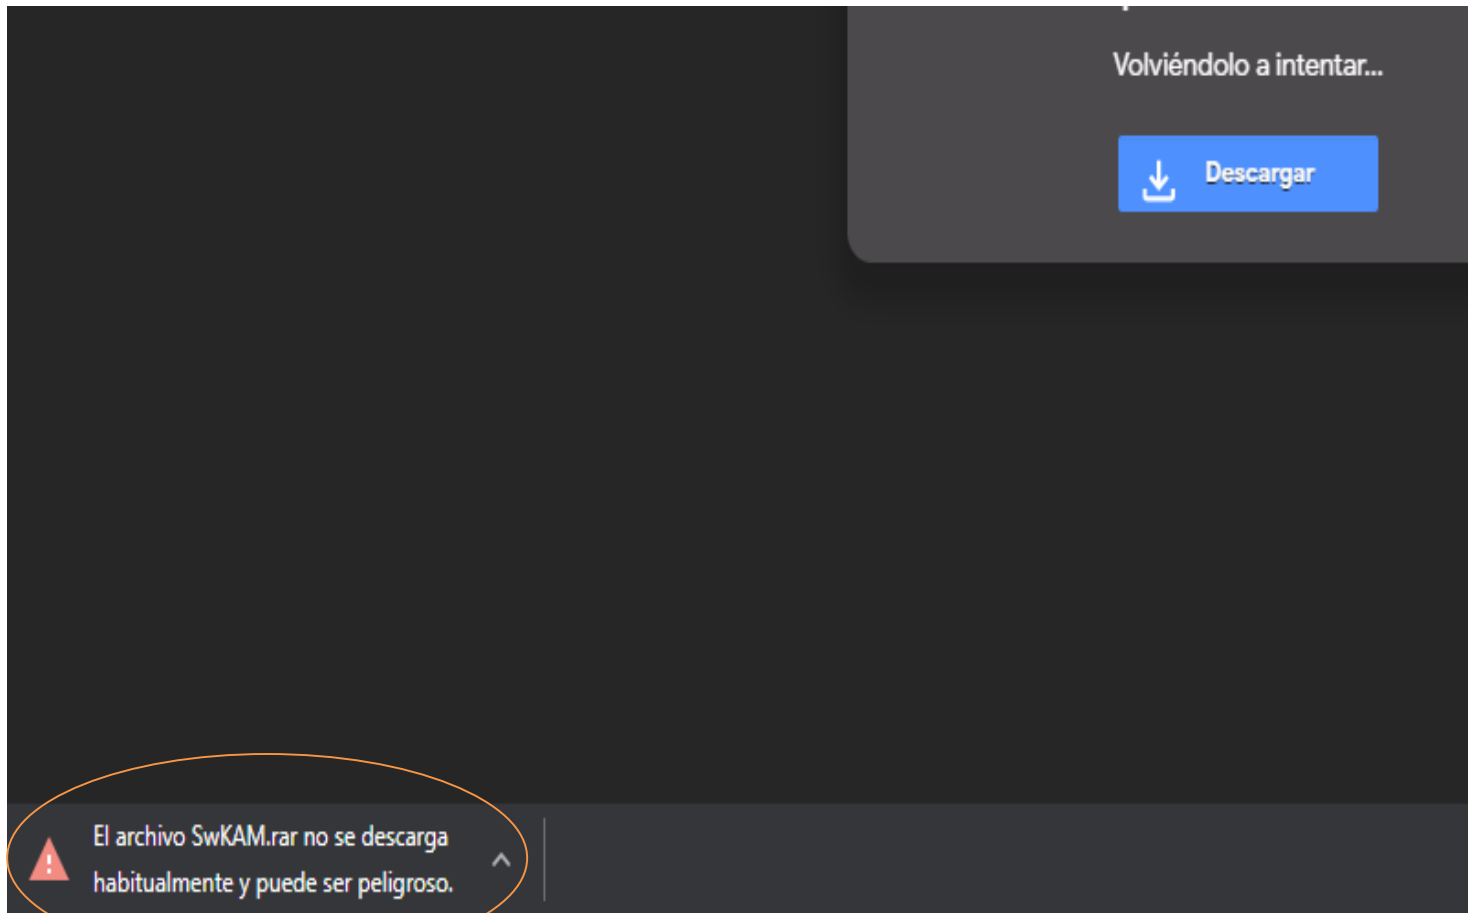 Volviéndolo a intentar...
Descargar
El archivo SwKAM.rar no se descarga
habitualmente y puede ser peligroso.